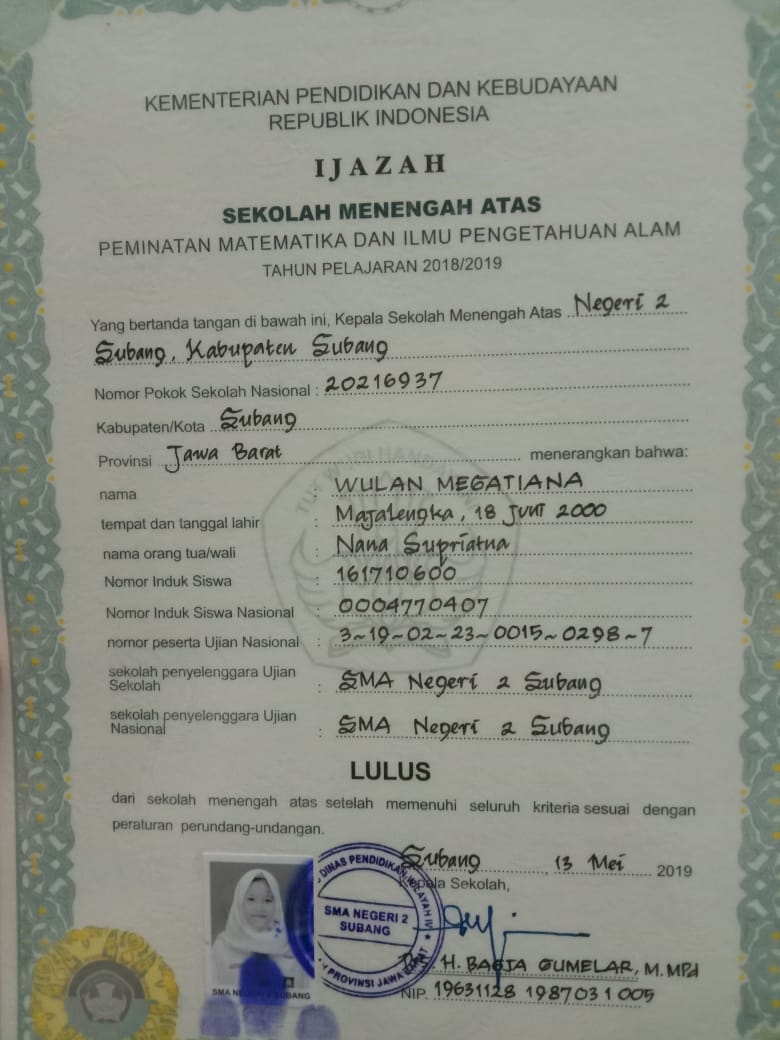 KEMENTERIAN PENDIDIKAN DAN KEBUDAYAAN
REPUBLIK INDONESIA
IJAZAH
SEKOLAH MENENGAH ATAS
PEMINATAN MATEMATIKA DAN ILMU PENGETAHUAN ALAM
TAHUN PELAJARAN 2018/2019
Yang bertanda tangan di bawah ini, Kepala Sekolah Menengah Atas Negeri 2
Subang, Kabupaten Subang
Nomor Pokok Sekolah Nasional : 20216937
Kabupaten/Kota Subang
Provinsi Jawa Barat menerangkan bahwa:
nama : WULAN MEGATIANA
tempat dan tanggal lahir : Majalengka, 18 Juni 2000
nama orang tua/wali : Nana Supriatna
Nomor Induk Siswa : 161710600
Nomor Induk Siswa Nasional : 0004770407
nomor peserta Ujian Nasional : 3~19~02~23~0015~0298~7
sekolah penyelenggara Ujian
Sekolah : SMA Negeri 2 Subang
sekolah penyelenggara Ujian
Nasional : SMA Negeri 2 Subang
LULUS
dari sekolah menengah atas setelah memenuhi seluruh kriteria sesuai dengan
peraturan perundang-undangan.
Subang, 13 Mei 2019
Kepala Sekolah,
DINAS PENDIDIKAN WILAYAH IV
SMA NEGERI 2
SUBANG
PROVINSI JAWA BARAT
H. BAGJA GUMELAR, M.MPd
NIP. 19631128 198703 1 005
SMA NEGERI 2 SUBANG
TUT WURI HANDAYANI